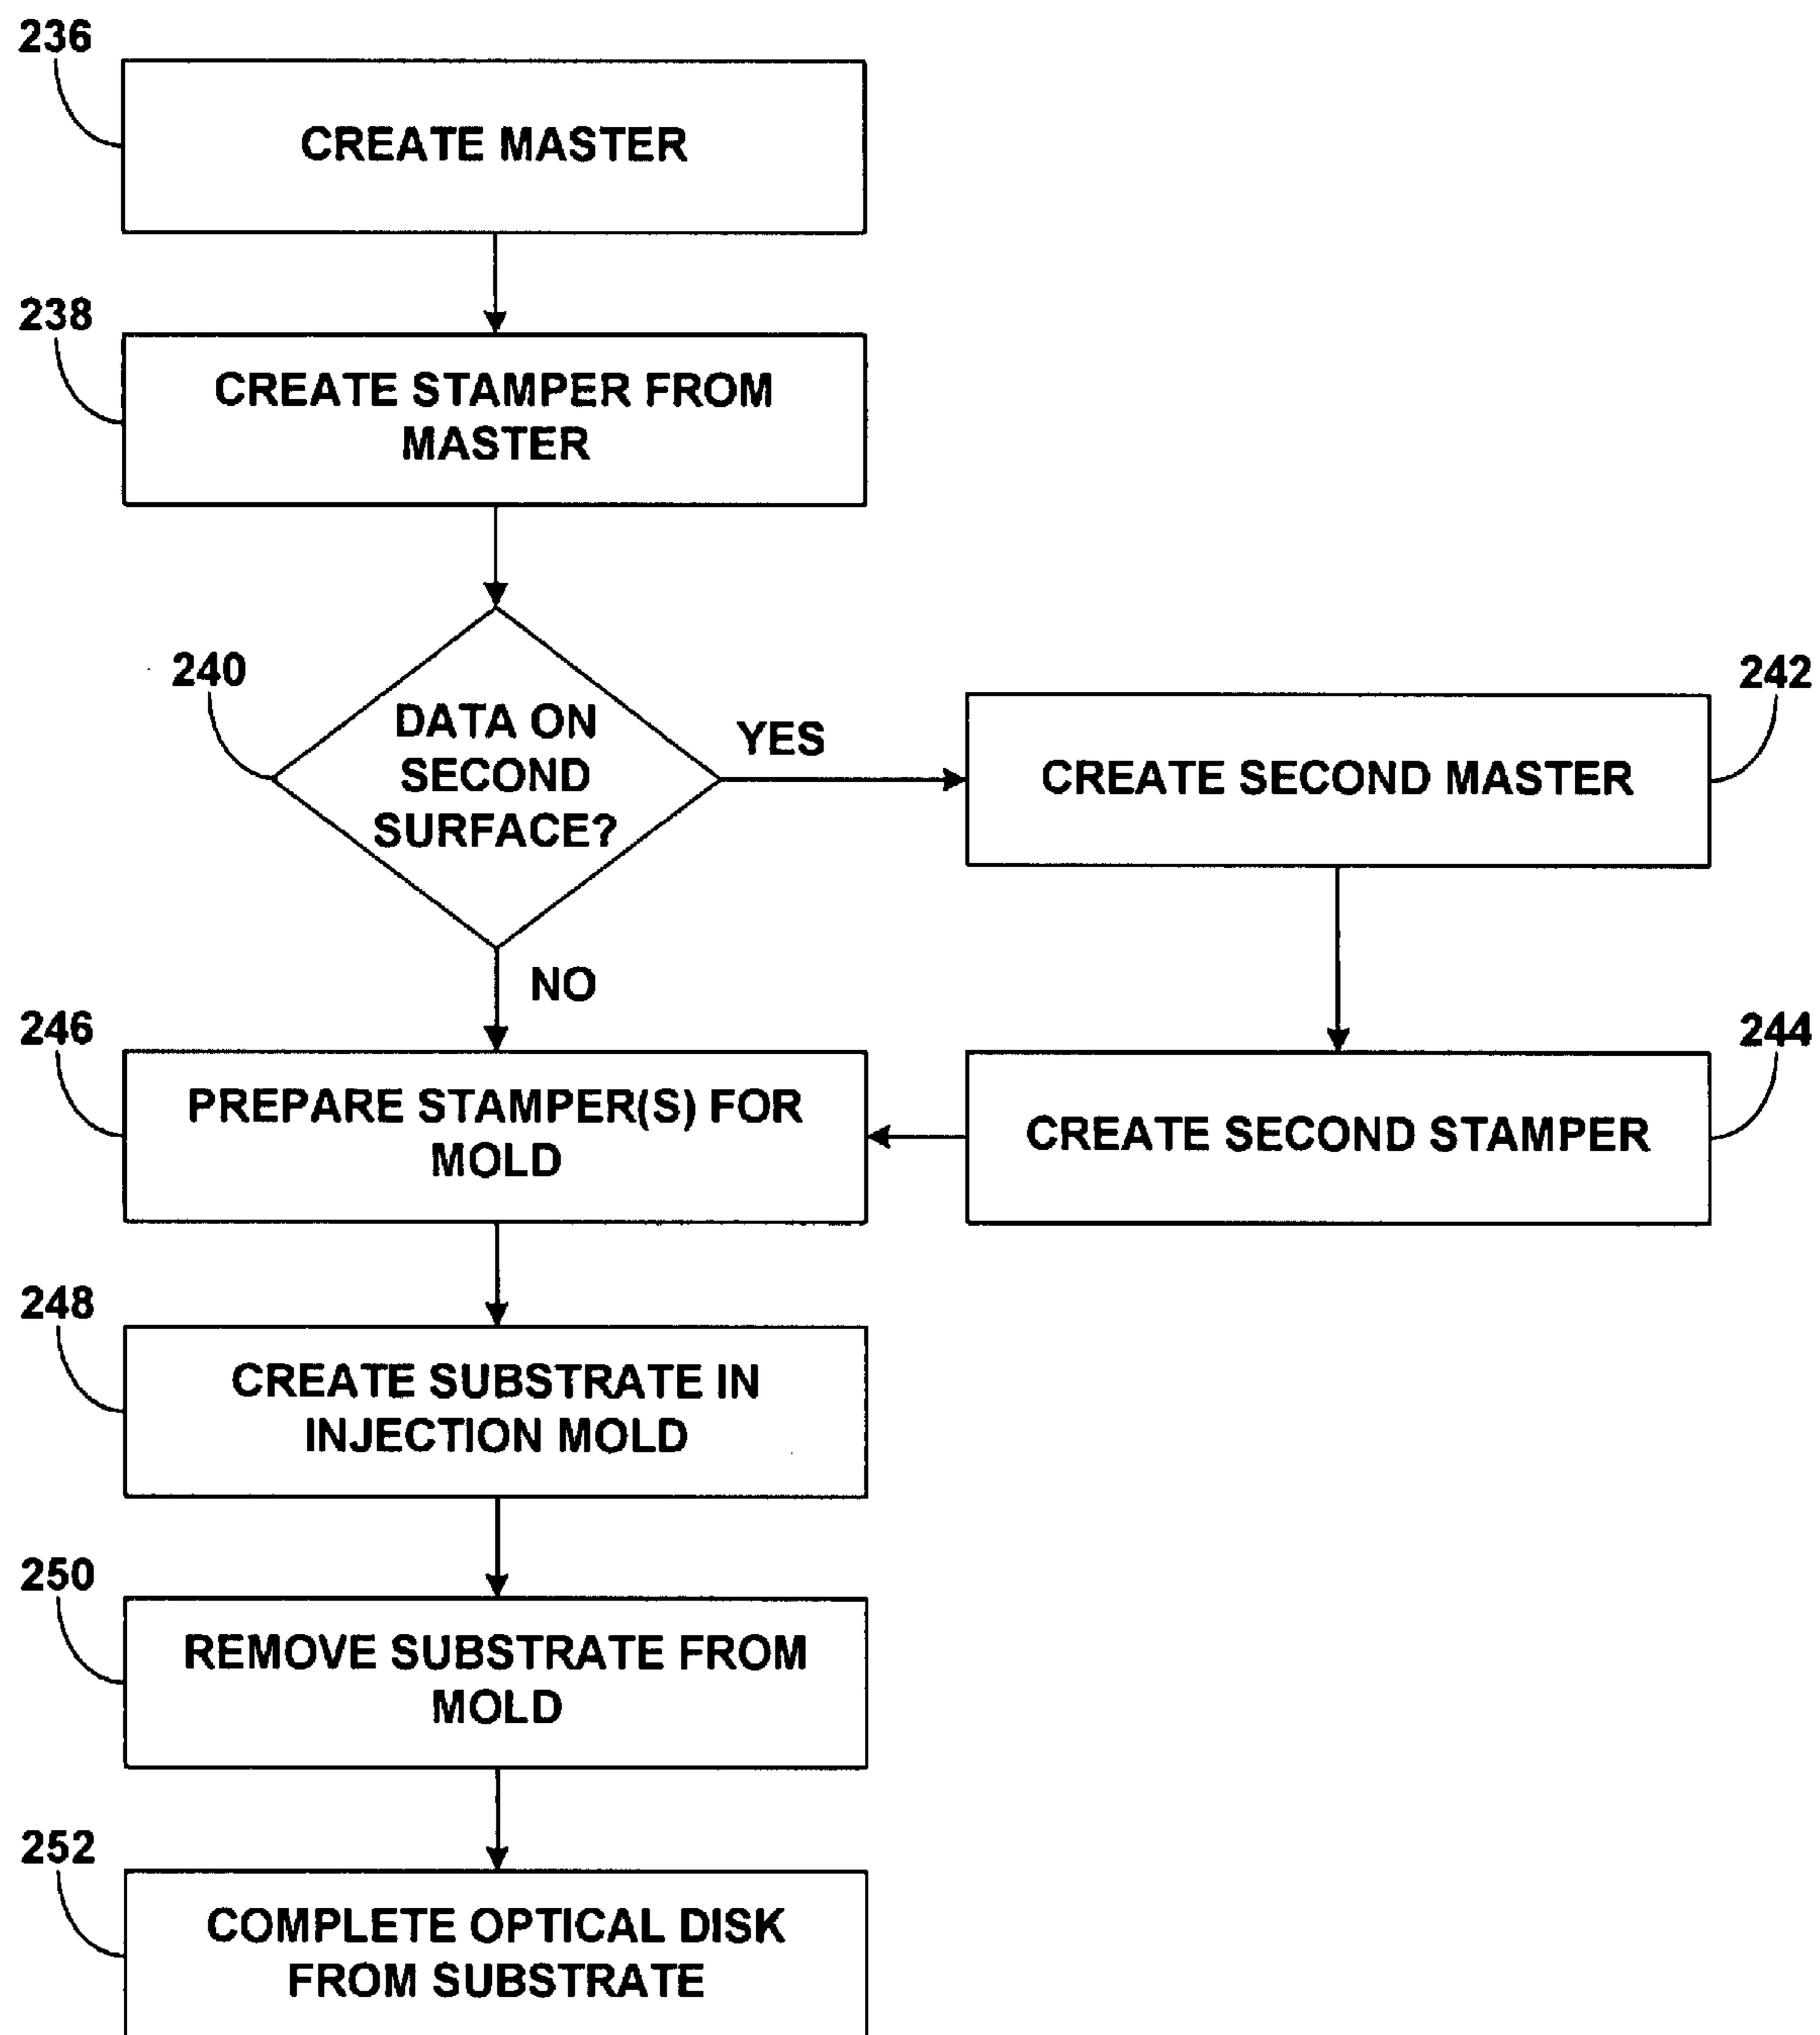 236
CREATE MASTER
238
CREATE STAMPER FROM
MASTER
240
DATA ON
SECOND
SURFACE?
YES
242
CREATE SECOND MASTER
NO
246
PREPARE STAMPER(S) FOR
MOLD
244
CREATE SECOND STAMPER
248
CREATE SUBSTRATE IN
INJECTION MOLD
250
REMOVE SUBSTRATE FROM
MOLD
252
COMPLETE OPTICAL DISK
FROM SUBSTRATE